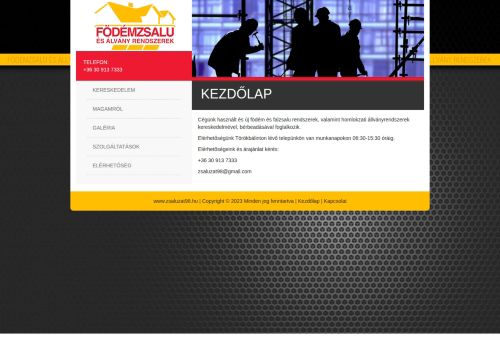 FÖDÉMZSALU
ÉS ÁLVÁNY RENDSZEREK
TELEFON:
+36 30 913 7333
KERESKEDELEM
MAGAMRÓL
GALÉRIA
SZOLGÁLTATÁSOK
ELÉRHETŐSÉG
KEZDŐLAP
Cégünk használt és új födém és falzsalu rendszerek, valamint homlokzati állványrendszerek
kereskedelmével, bérbeadásával foglalkozik.
Elérhetőségünk Törökbálinton lévő telepünkön van munkanapokon 06:30-15:30 óráig.
Elérhetőségeink és árajánlat kérés:
+36 30 913 7333
zsaluzat98@gmail.com
www.zsaluzat98.hu | Copyright © 2023 Minden jog fenntartva | Kezdőlap | Kapcsolat